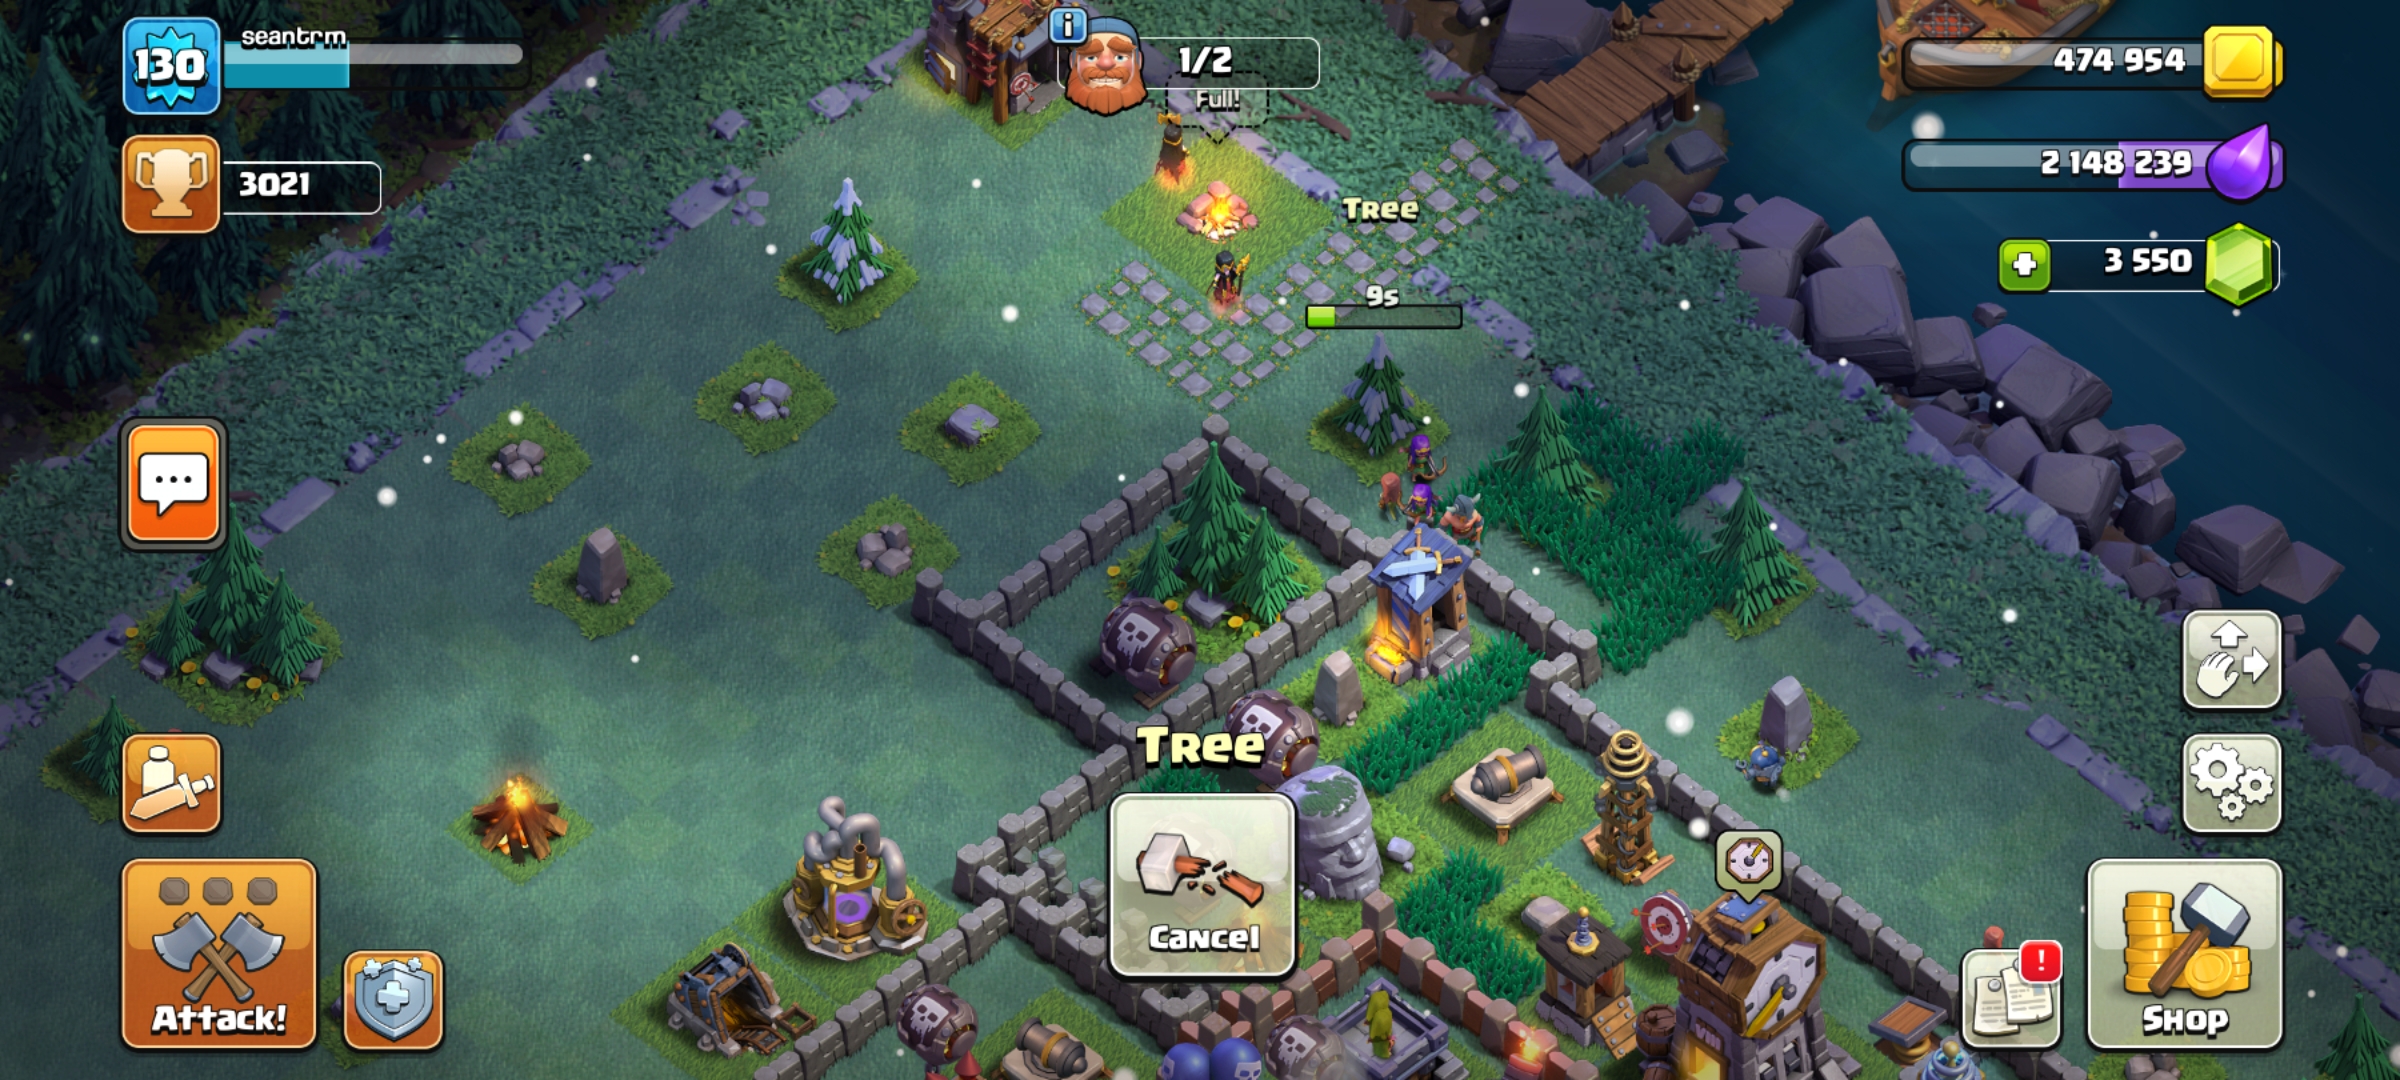 130
seantrm
1/2
Full!
474 954
3021
2 148 239
3 550
Tree
9s
Tree
Cancel
Attack!
!
Shop